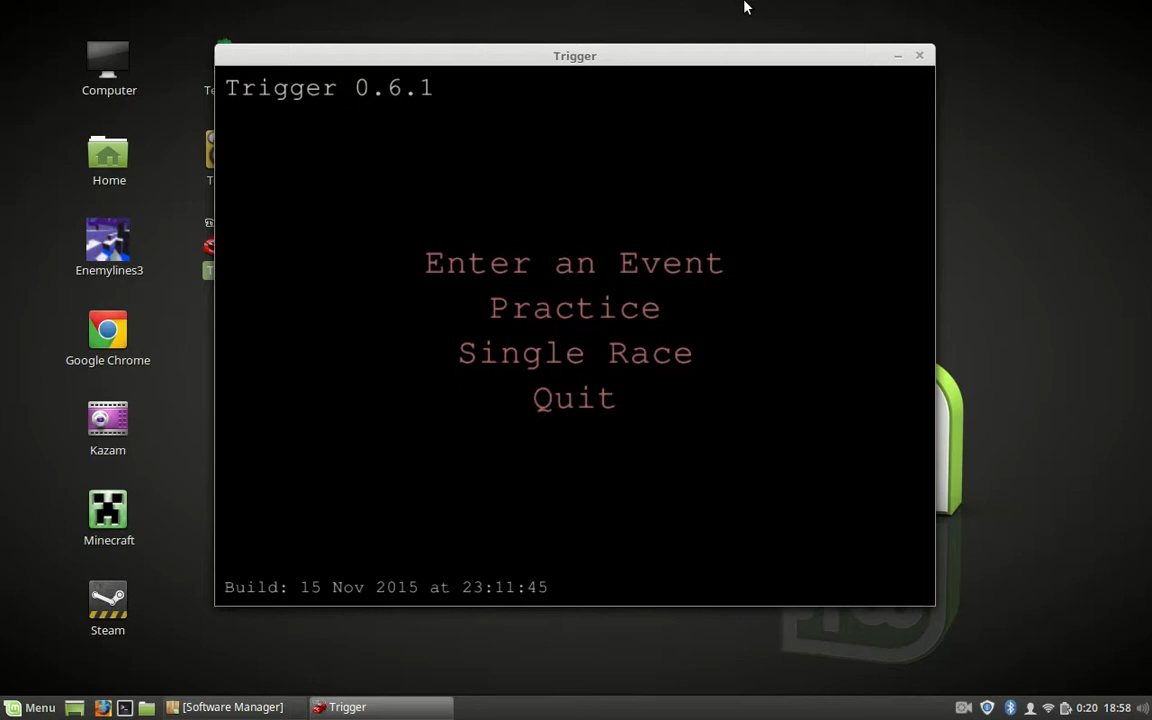 Trigger
Trigger 0.6.1
Computer
Home
Enemylines3
Google Chrome
Kazam
Minecraft
Steam
Enter an Event
Practice
Single Race
Quit
Build: 15 Nov 2015 at 23:11:45
Menu
[Software Manager]
Trigger
0:20
18:58